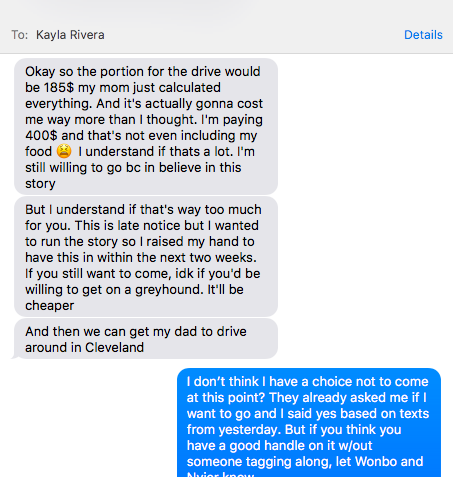 To: Kayla Rivera Details
Okay so the portion for the drive would
be 185$ my mom just calculated
everything. And it's actually gonna cost
me way more than I thought. I'm paying
400$ and that's not even including my
food 😫 I understand if thats a lot. I'm
still willing to go bc in believe in this
story
But I understand if that's way too much
for you. This is late notice but I wanted
to run the story so I raised my hand to
have this in within the next two weeks.
If you still want to come, idk if you'd be
willing to get on a greyhound. It'll be
cheaper
And then we can get my dad to drive
around in Cleveland
I don't think I have a choice not to come
at this point? They already asked me if I
want to go and I said yes based on texts
from yesterday. But if you think you
have a good handle on it w/out
someone tagging along, let Wonbo and
know